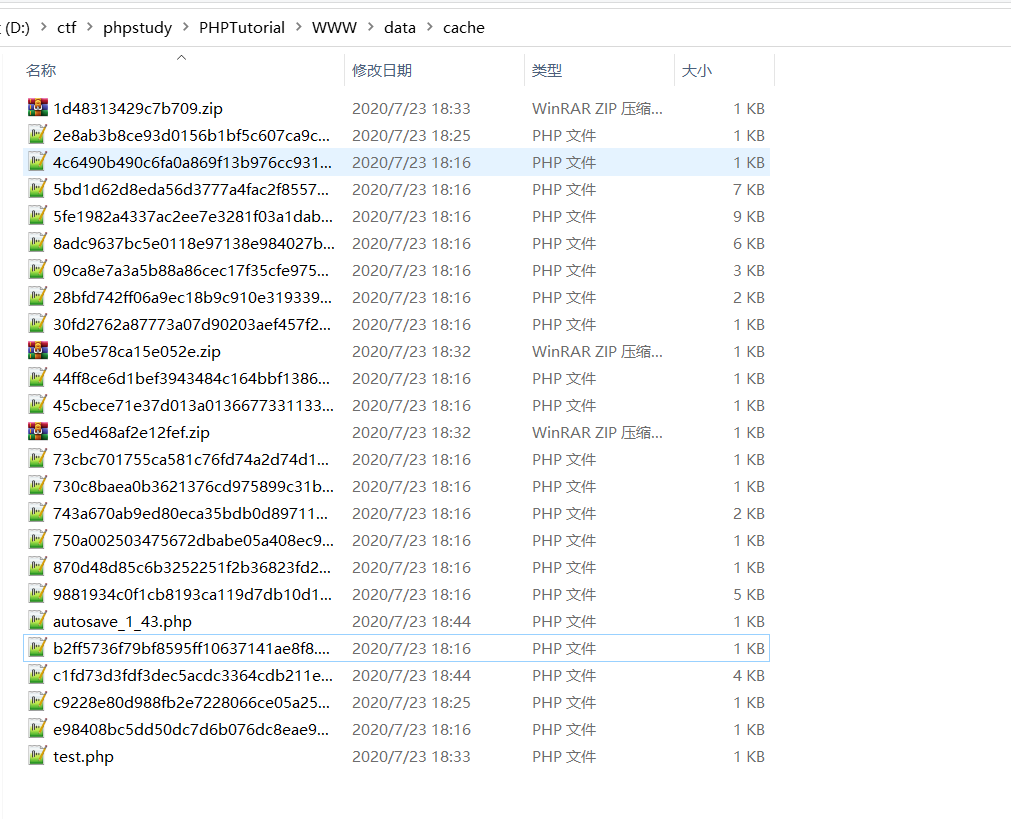 (D:) › ctf › phpstudy › PHPTutorial › WWW › data › cache
名称 修改日期 类型 大小
1d48313429c7b709.zip 2020/7/23 18:33 WinRAR ZIP 压缩... 1 KB
2e8ab3b8ce93d0156b1bf5c607ca9c... 2020/7/23 18:25 PHP 文件 1 KB
4c6490b490c6fa0a869f13b976cc931... 2020/7/23 18:16 PHP 文件 1 KB
5bd1d62d8eda56d3777a4fac2f8557... 2020/7/23 18:16 PHP 文件 7 KB
5fe1982a4337ac2ee7e3281f03a1dab... 2020/7/23 18:16 PHP 文件 9 KB
8adc9637bc5e0118e97138e984027b... 2020/7/23 18:16 PHP 文件 6 KB
09ca8e7a3a5b88a86cec17f35cfe975... 2020/7/23 18:16 PHP 文件 3 KB
28bfd742ff06a9ec18b9c910e319339... 2020/7/23 18:16 PHP 文件 2 KB
30fd2762a87773a07d90203aef457f2... 2020/7/23 18:16 PHP 文件 1 KB
40be578ca15e052e.zip 2020/7/23 18:32 WinRAR ZIP 压缩... 1 KB
44ff8ce6d1bef3943484c164bbf1386... 2020/7/23 18:16 PHP 文件 1 KB
45cbece71e37d013a0136677331133... 2020/7/23 18:16 PHP 文件 1 KB
65ed468af2e12fef.zip 2020/7/23 18:32 WinRAR ZIP 压缩... 1 KB
73cbc701755ca581c76fd74a2d74d1... 2020/7/23 18:16 PHP 文件 1 KB
730c8baea0b3621376cd975899c31b... 2020/7/23 18:16 PHP 文件 1 KB
743a670ab9ed80eca35bdb0d89711... 2020/7/23 18:16 PHP 文件 2 KB
750a002503475672dbabe05a408ec9... 2020/7/23 18:16 PHP 文件 1 KB
870d48d85c6b3252251f2b36823fd2... 2020/7/23 18:16 PHP 文件 1 KB
9881934c0f1cb8193ca119d7db10d1... 2020/7/23 18:16 PHP 文件 5 KB
autosave_1_43.php 2020/7/23 18:44 PHP 文件 1 KB
b2ff5736f79bf8595ff10637141ae8f8.... 2020/7/23 18:16 PHP 文件 1 KB
c1fd73d3fdf3dec5acdc3364cdb211e... 2020/7/23 18:44 PHP 文件 4 KB
c9228e80d988fb2e7228066ce05a25... 2020/7/23 18:25 PHP 文件 1 KB
e98408bc5dd50dc7d6b076dc8eae9... 2020/7/23 18:16 PHP 文件 1 KB
test.php 2020/7/23 18:33 PHP 文件 1 KB